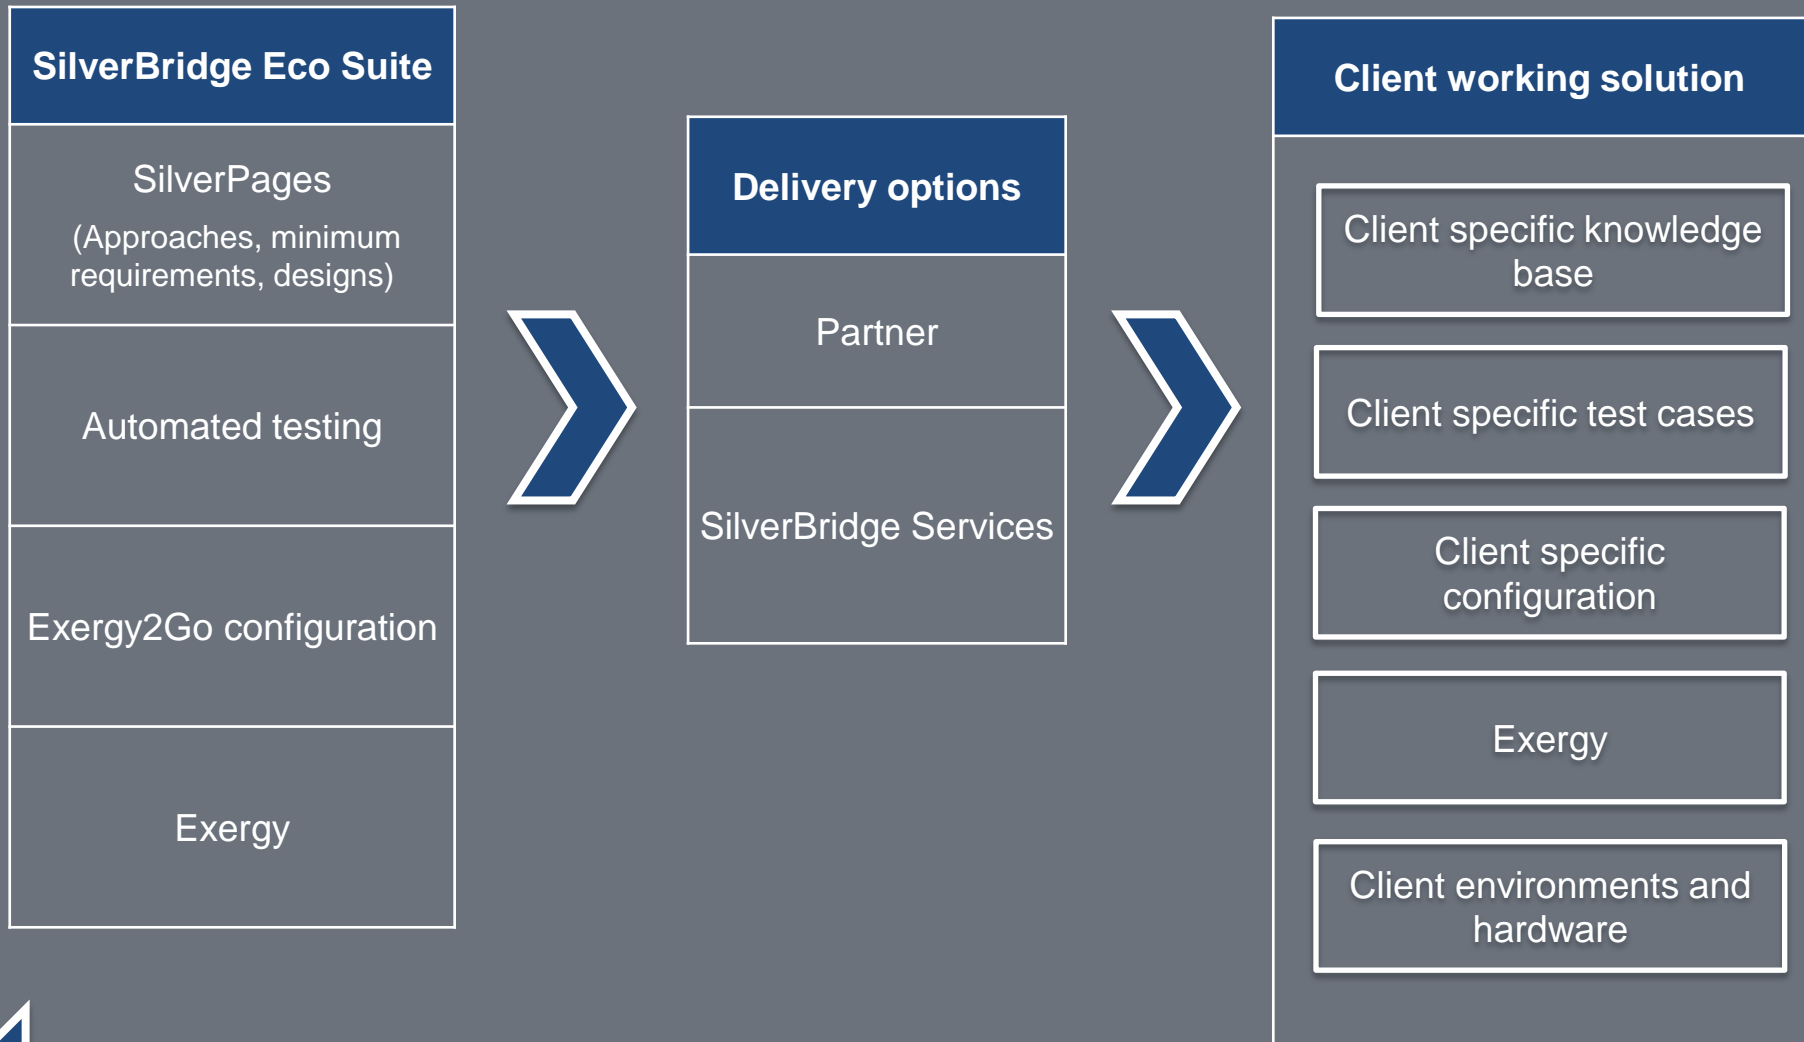 SilverBridge Eco Suite
SilverPages
(Approaches, minimum
requirements, designs)
Automated testing
Exergy2Go configuration
Exergy
Delivery options
Partner
SilverBridge Services
Client working solution
Client specific knowledge
base
Client specific test cases
Client specific
configuration
Exergy
Client environments and
hardware